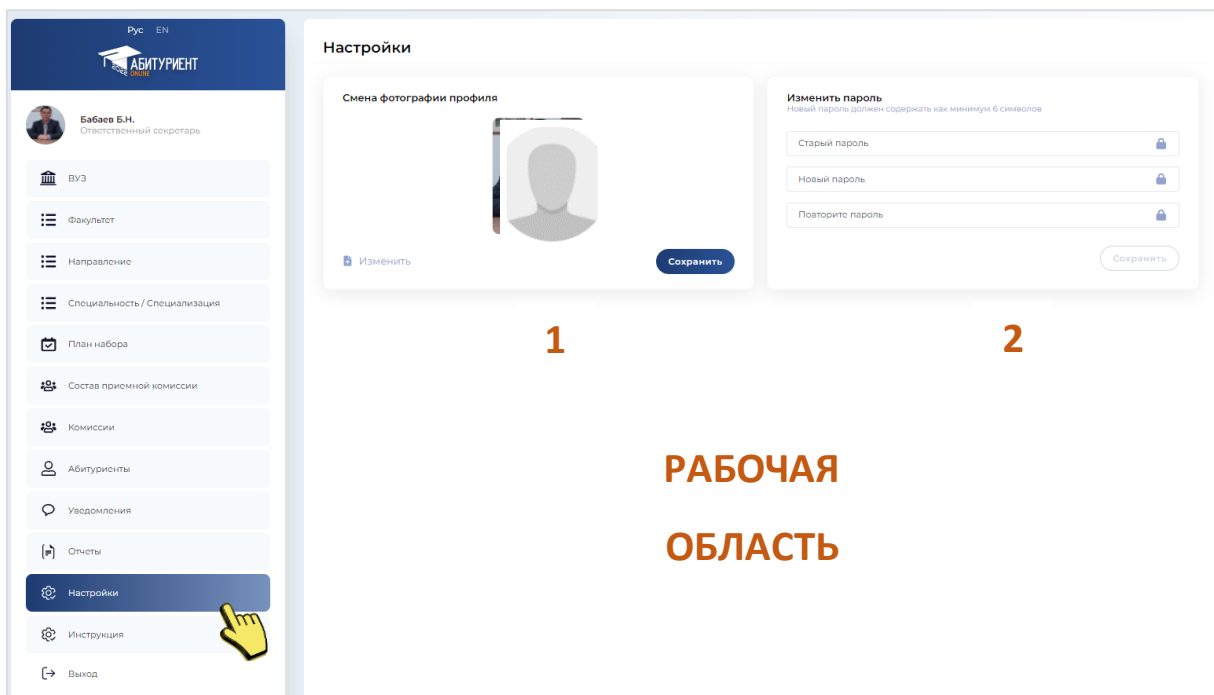 Рус EN
2022 АБИТУРИЕНТ
ONLINE
Бабаев Б.Н.
Ответственный секретарь
ВУЗ
Факультет
Направление
Специальность / Специализация
План набора
Состав приемной комиссии
Комиссии
Абитуриенты
Уведомления
Отчеты
Настройки
Инструкция
Выход
Настройки
Смена фотографии профиля
Изменить
Сохранить
1
Изменить пароль
Новый пароль должен содержать как минимум 6 символов
Старый пароль
Новый пароль
Повторите пароль
Сохранить
2
РАБОЧАЯ
ОБЛАСТЬ